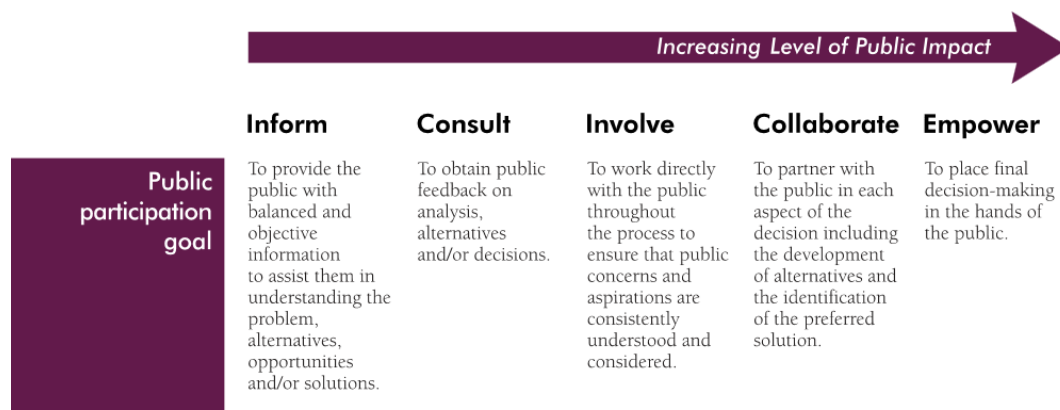 Increasing Level of Public Impact
Inform
Consult
Involve
Collaborate
Empower
Public
participation
goal
To provide the
public with
balanced and
objective
information
to assist them in
understanding the
problem,
alternatives,
opportunities
and/or solutions.
To obtain public
feedback on
analysis,
alternatives
and/or decisions.
To work directly
with the public
throughout
the process to
ensure that public
concerns and
aspirations are
consistently
understood and
considered.
To partner with
the public in each
aspect of the
decision including
the development
of alternatives and
the identification
of the preferred
solution.
To place final
decision-making
in the hands of
the public.